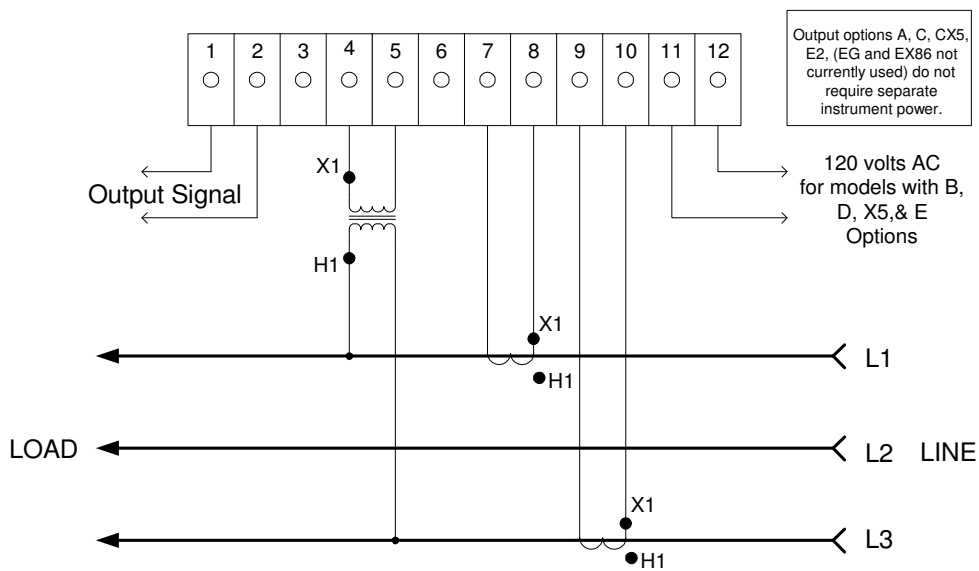 1 2 3 4 5 6 7 8 9 10 11 12
Output options A, C, CX5,
E2, (EG and EX86 not
currently used) do not
require separate
instrument power.
X1
Output Signal
H1
120 volts AC
for models with B,
D, X5,& E
Options
X1
H1
L1
LOAD
L2
LINE
X1
H1
L3